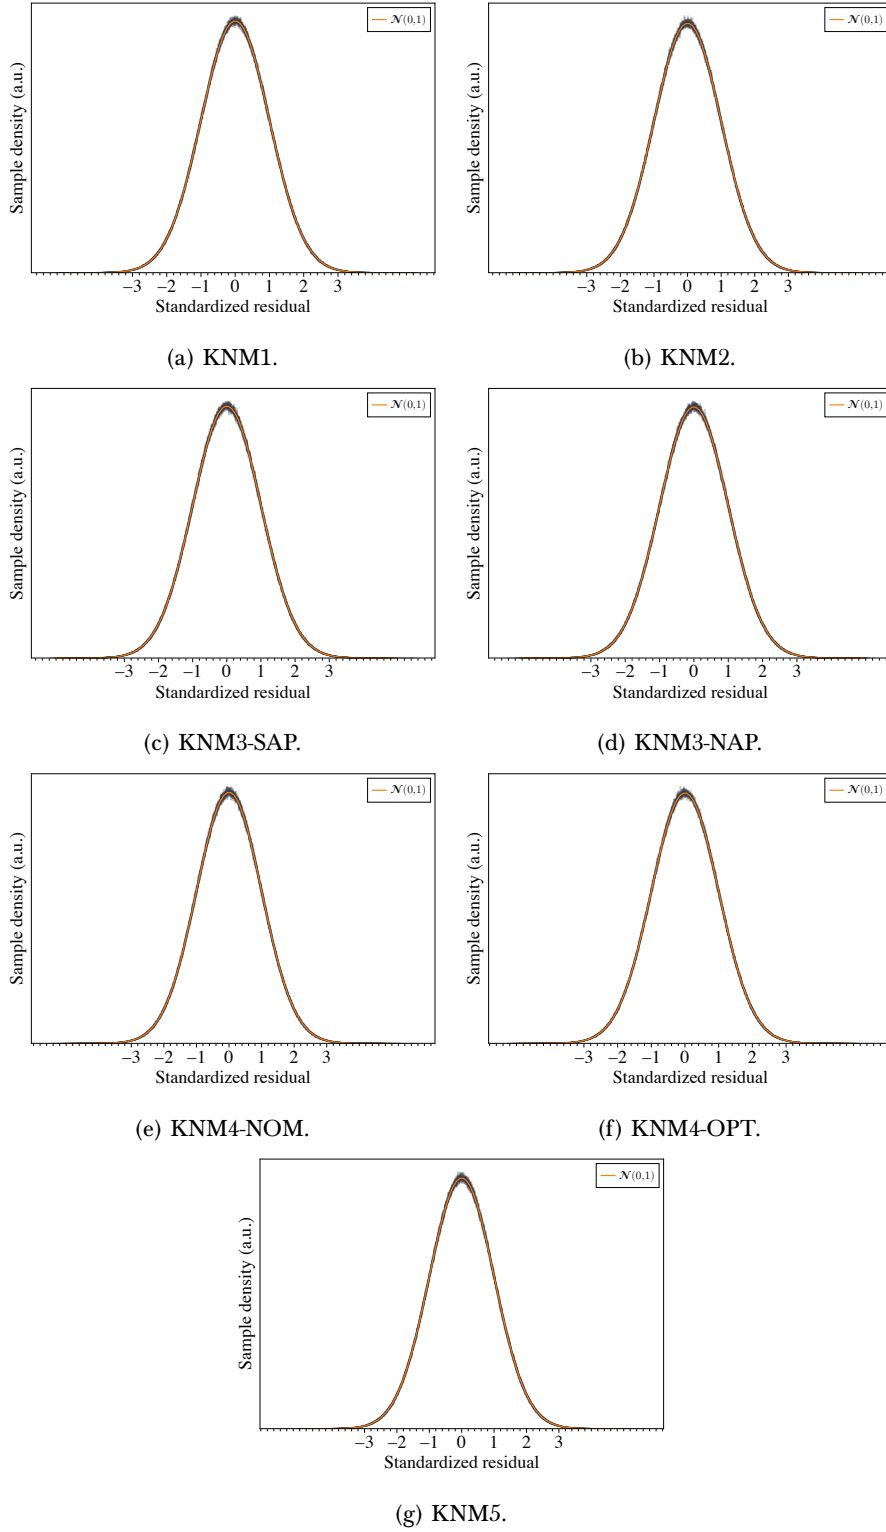 𝒩(0,1)
Sample density (a.u.)
−3 −2 −1 0 1 2 3
Standardized residual
(a) KNM1.
𝒩(0,1)
Sample density (a.u.)
−3 −2 −1 0 1 2 3
Standardized residual
(b) KNM2.
𝒩(0,1)
Sample density (a.u.)
−3 −2 −1 0 1 2 3
Standardized residual
(c) KNM3-SAP.
𝒩(0,1)
Sample density (a.u.)
−3 −2 −1 0 1 2 3
Standardized residual
(d) KNM3-NAP.
𝒩(0,1)
Sample density (a.u.)
−3 −2 −1 0 1 2 3
Standardized residual
(e) KNM4-NOM.
𝒩(0,1)
Sample density (a.u.)
−3 −2 −1 0 1 2 3
Standardized residual
(f) KNM4-OPT.
𝒩(0,1)
Sample density (a.u.)
−3 −2 −1 0 1 2 3
Standardized residual
(g) KNM5.